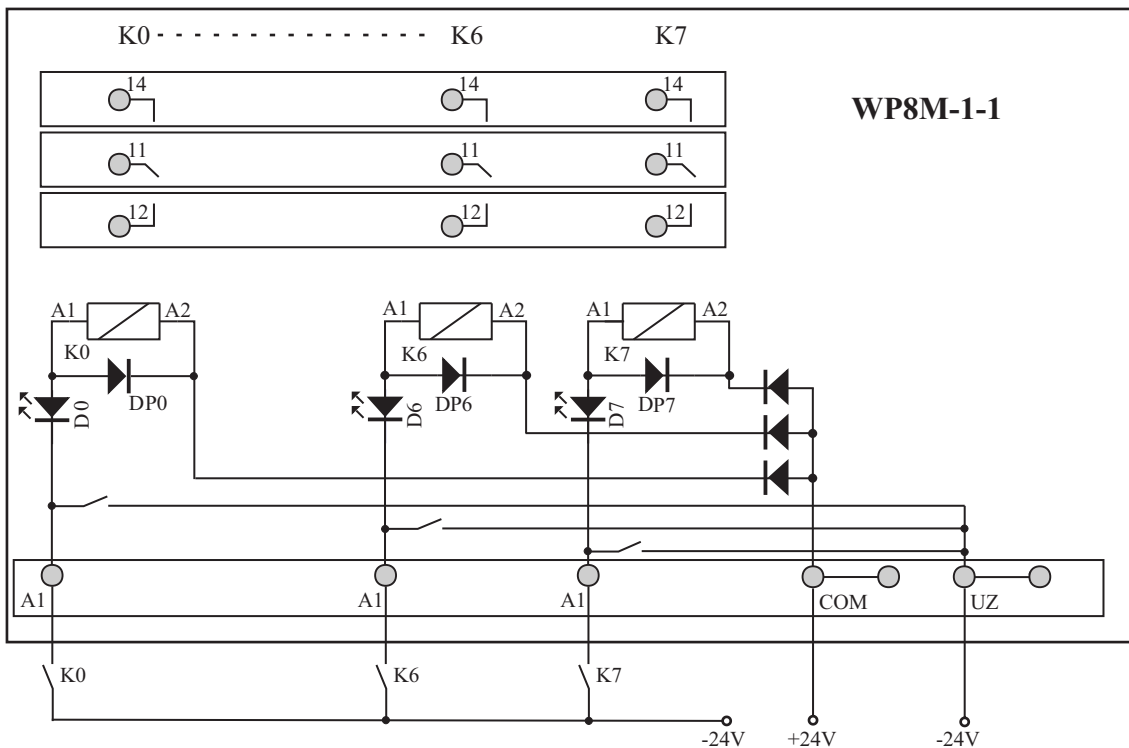 K0 K6 K7
WP8M-1-1
14 14 14
11 11 11
12 12 12
A1 A2 A1 A2 A1 A2
K0 K6 K7
DP0 DP6 DP7
D0 D6 D7
A1 A1 A1 COM UZ
K0 K6 K7
-24V +24V -24V